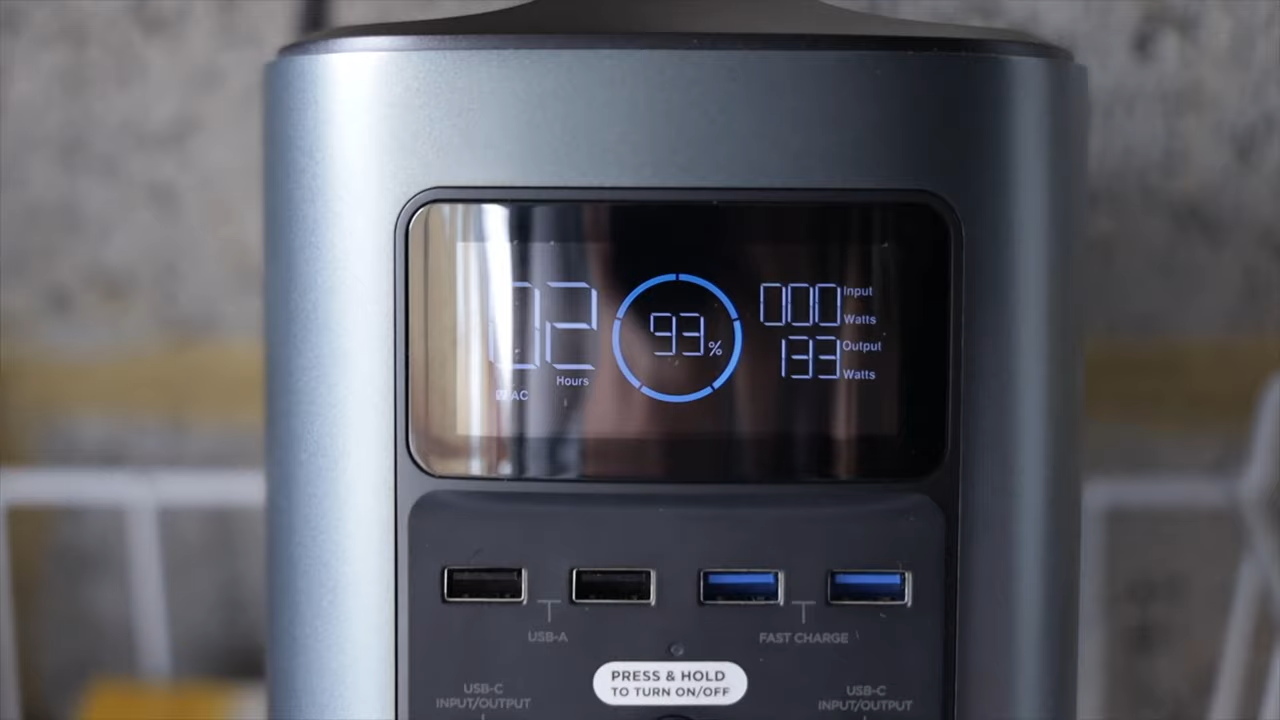 02
Hours
AC
93%
000 Input Watts
133 Output Watts
USB-A
FAST CHARGE
PRESS & HOLD
TO TURN ON/OFF
USB-C
INPUT/OUTPUT
USB-C
INPUT/OUTPUT